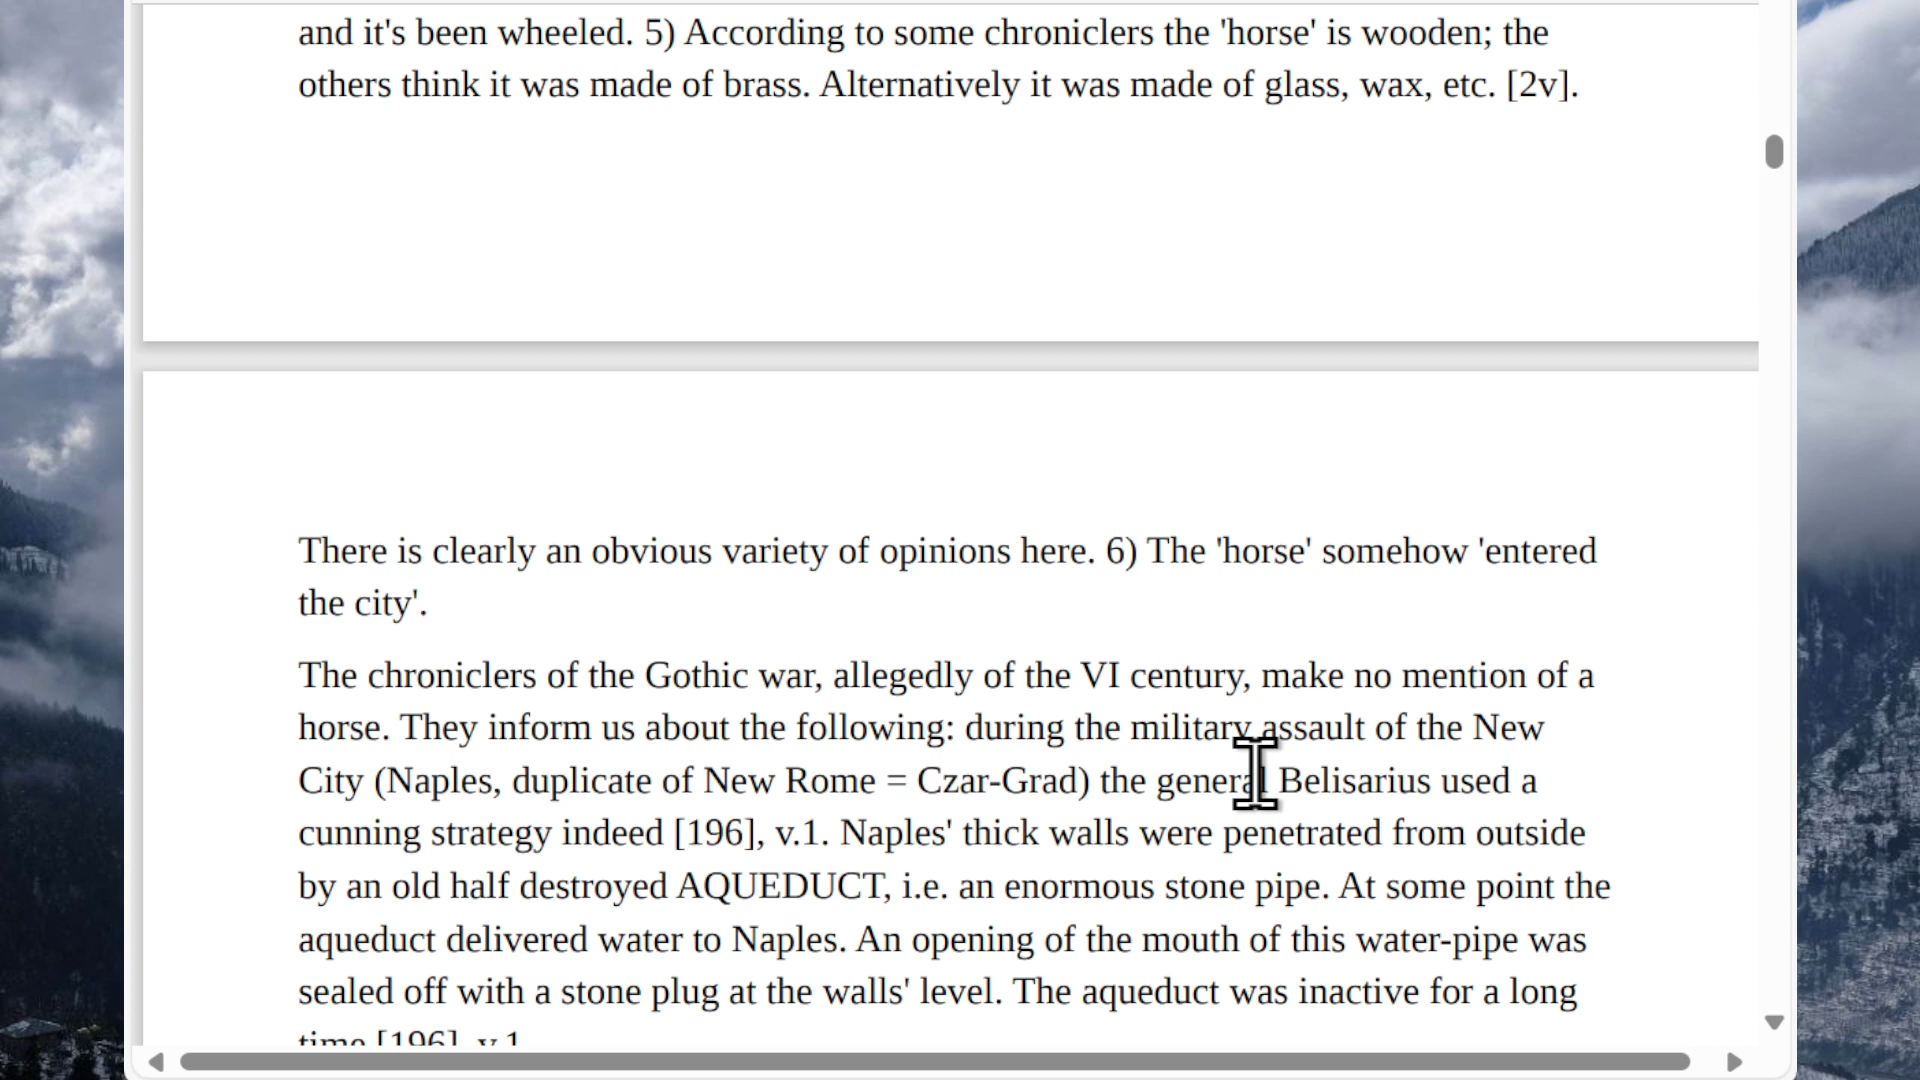 and it's been wheeled. 5) According to some chroniclers the 'horse' is wooden; the
others think it was made of brass. Alternatively it was made of glass, wax, etc. [2v].
There is clearly an obvious variety of opinions here. 6) The 'horse' somehow 'entered
the city'.
The chroniclers of the Gothic war, allegedly of the VI century, make no mention of a
horse. They inform us about the following: during the military assault of the New
City (Naples, duplicate of New Rome = Czar-Grad) the general Belisarius used a
cunning strategy indeed [196], v.1. Naples' thick walls were penetrated from outside
by an old half destroyed AQUEDUCT, i.e. an enormous stone pipe. At some point the
aqueduct delivered water to Naples. An opening of the mouth of this water-pipe was
sealed off with a stone plug at the walls' level. The aqueduct was inactive for a long
time [196], v.1